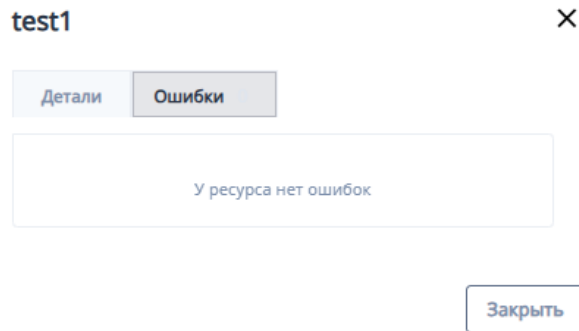 test1
Детали Ошибки
У ресурса нет ошибок
Закрыть